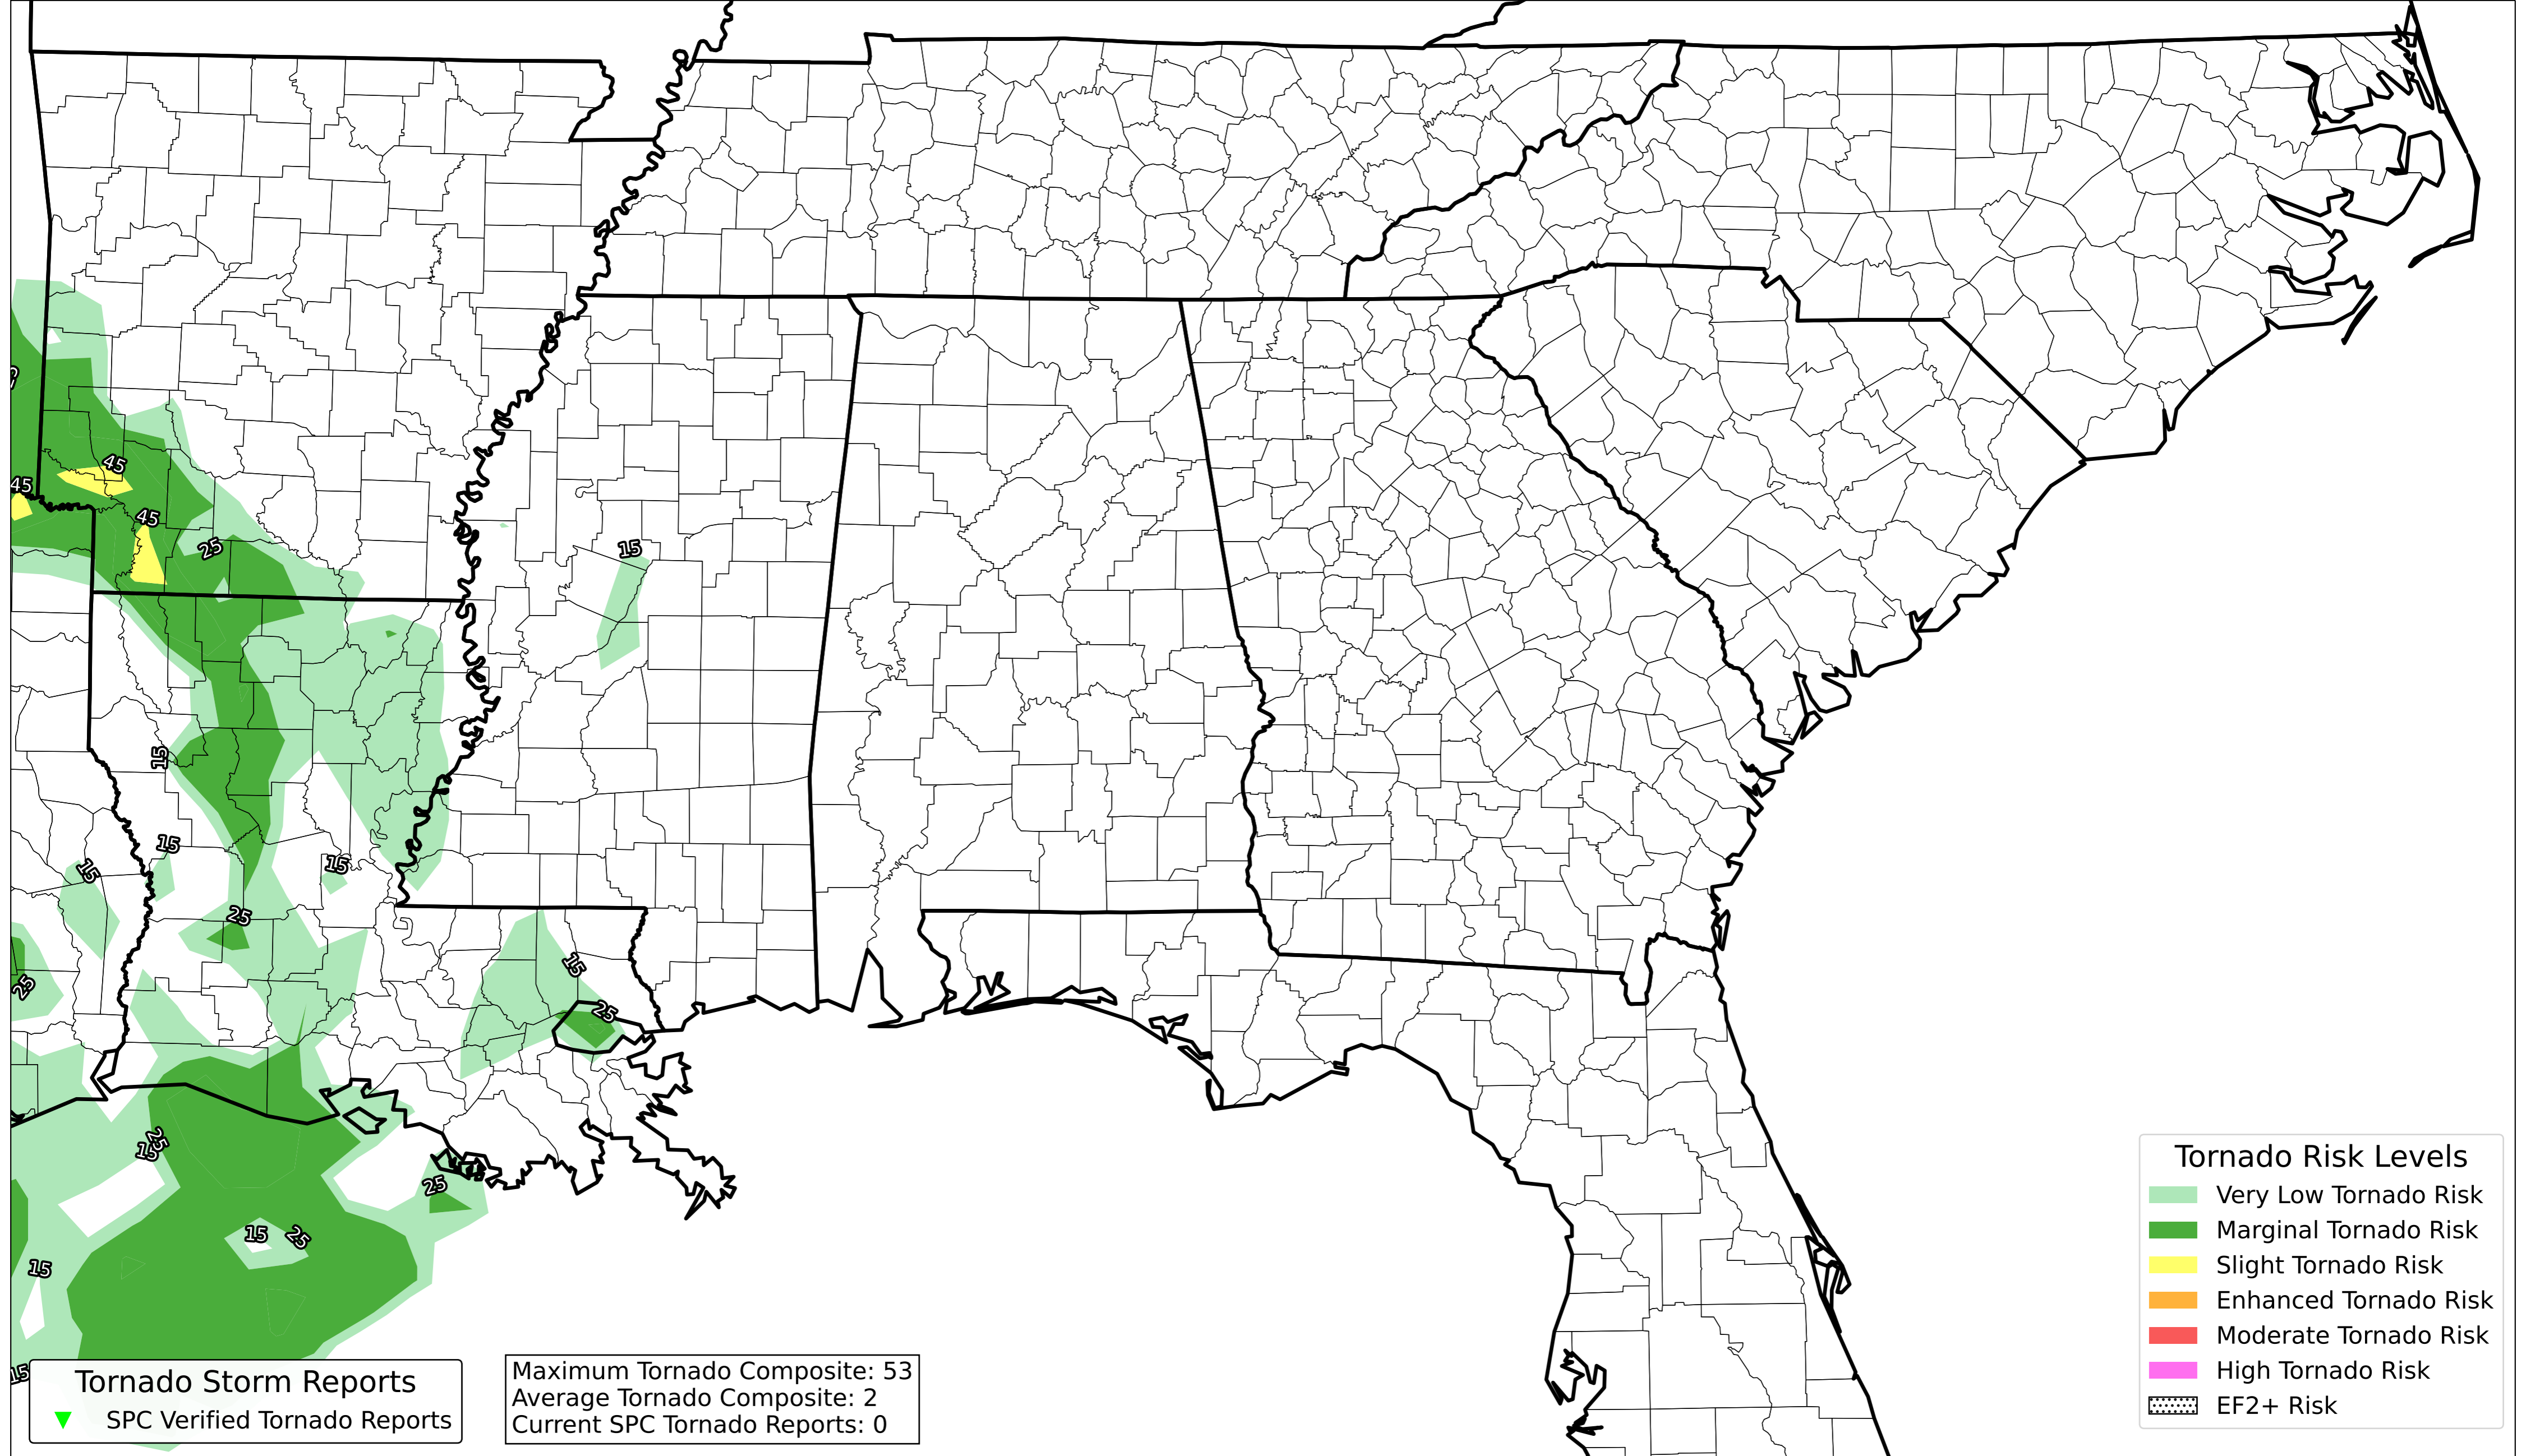 45
45
45
25
15
15
15
15
15
25
15
25
25
25
15
25
15
25
15
15
Tornado Risk Levels
Very Low Tornado Risk
Marginal Tornado Risk
Slight Tornado Risk
Enhanced Tornado Risk
Moderate Tornado Risk
High Tornado Risk
EF2+ Risk
Tornado Storm Reports
SPC Verified Tornado Reports
Maximum Tornado Composite: 53
Average Tornado Composite: 2
Current SPC Tornado Reports: 0